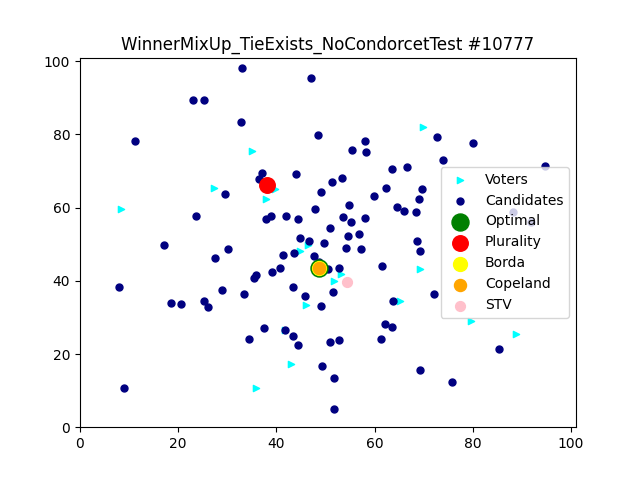 WinnerMixUp_TieExists_NoCondorcetTest #10777
100
80
60
40
20
0
0
20
40
60
80
100
Voters
Candidates
Optimal
Plurality
Borda
Copeland
STV